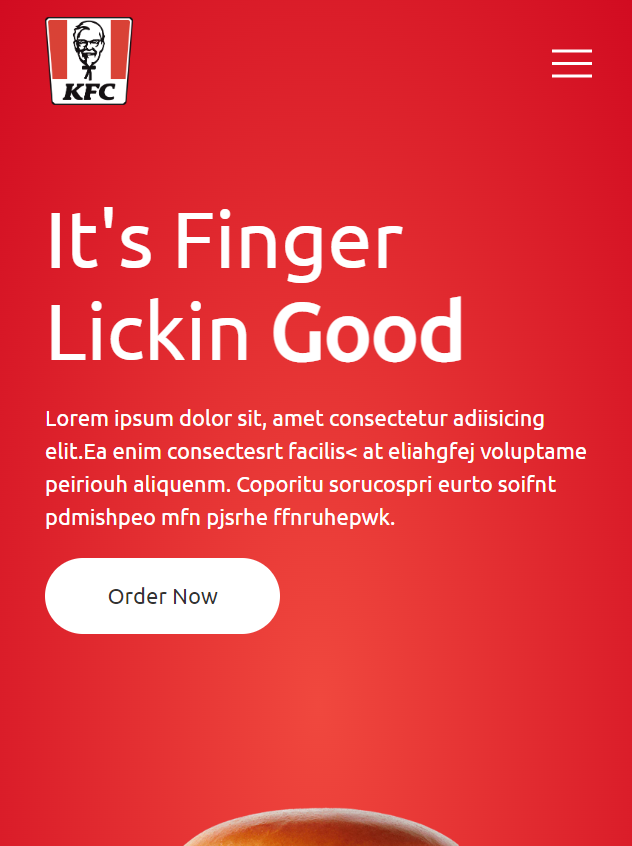 KFC
It's Finger
Lickin Good
Lorem ipsum dolor sit, amet consectetur adiisicing
elit.Ea enim consectesrt facilis< at eliahgfej voluptame
peiriouh aliquenm. Coporitu sorucospri eurto soifnt
pdmishpeo mfn pjsrhe ffnruhepwk.
Order Now